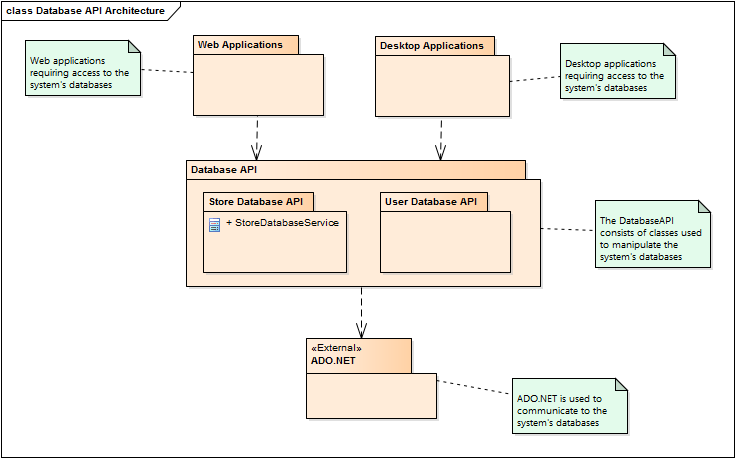 class Database API Architecture
Web applications
requiring access to the
system's databases
Web Applications
Desktop Applications
Desktop applications
requiring access to the
system's databases
Database API
Store Database API
+ StoreDatabaseService
User Database API
The DatabaseAPI
consists of classes used
to manipulate the
system's databases
«External»
ADO.NET
ADO.NET is used to
communicate to the
system's databases